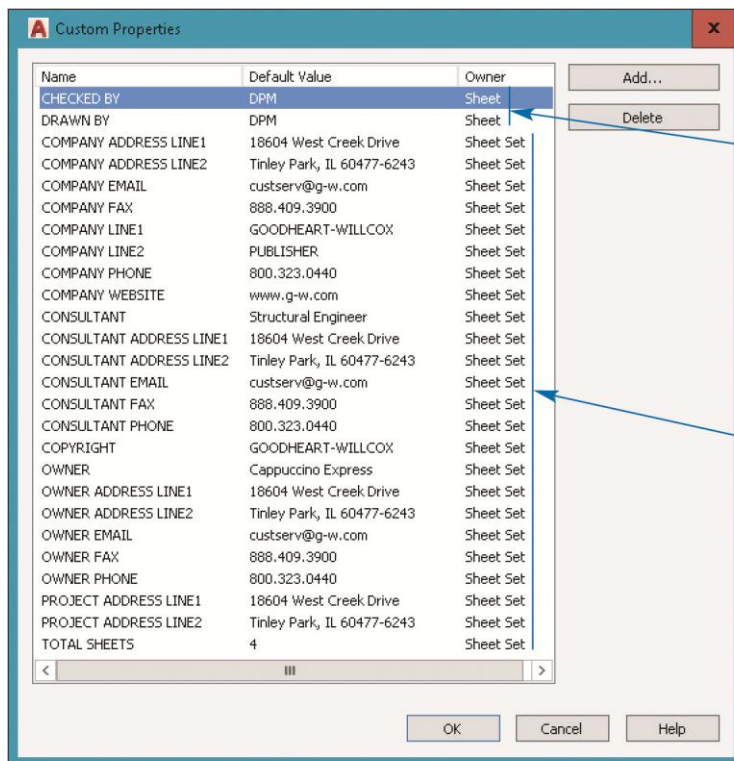 Custom Properties
Name Default Value Owner
CHECKED BY DPM Sheet
DRAWN BY DPM Sheet
COMPANY ADDRESS LINE1 18604 West Creek Drive Sheet Set
COMPANY ADDRESS LINE2 Tinley Park, IL 60477-6243 Sheet Set
COMPANY EMAIL custserv@g-w.com Sheet Set
COMPANY FAX 888.409.3900 Sheet Set
COMPANY LINE1 GOODHEART-WILLCOX Sheet Set
COMPANY LINE2 PUBLISHER Sheet Set
COMPANY PHONE 800.323.0440 Sheet Set
COMPANY WEBSITE www.g-w.com Sheet Set
CONSULTANT Structural Engineer Sheet Set
CONSULTANT ADDRESS LINE1 18604 West Creek Drive Sheet Set
CONSULTANT ADDRESS LINE2 Tinley Park, IL 60477-6243 Sheet Set
CONSULTANT EMAIL custserv@g-w.com Sheet Set
CONSULTANT FAX 888.409.3900 Sheet Set
CONSULTANT PHONE 800.323.0440 Sheet Set
COPYRIGHT GOODHEART-WILLCOX Sheet Set
OWNER Cappuccino Express Sheet Set
OWNER ADDRESS LINE1 18604 West Creek Drive Sheet Set
OWNER ADDRESS LINE2 Tinley Park, IL 60477-6243 Sheet Set
OWNER EMAIL custserv@g-w.com Sheet Set
OWNER FAX 888.409.3900 Sheet Set
OWNER PHONE 800.323.0440 Sheet Set
PROJECT ADDRESS LINE1 18604 West Creek Drive Sheet Set
PROJECT ADDRESS LINE2 Tinley Park, IL 60477-6243 Sheet Set
TOTAL SHEETS 4 Sheet Set
Add...
Delete
OK Cancel Help